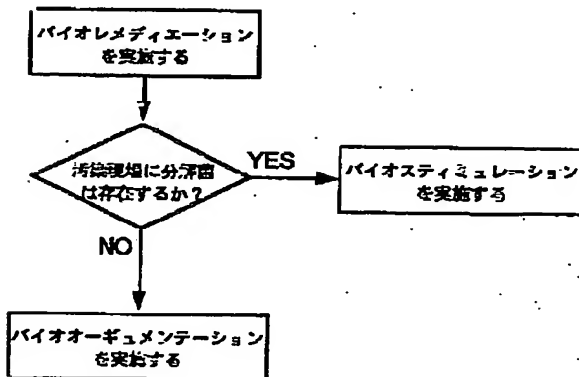 バイオレメディエーション
を実施する
汚染現場に分解菌
は存在するか？
YES
バイオスティミュレーション
を実施する
NO
バイオオーギュメンテーション
を実施する